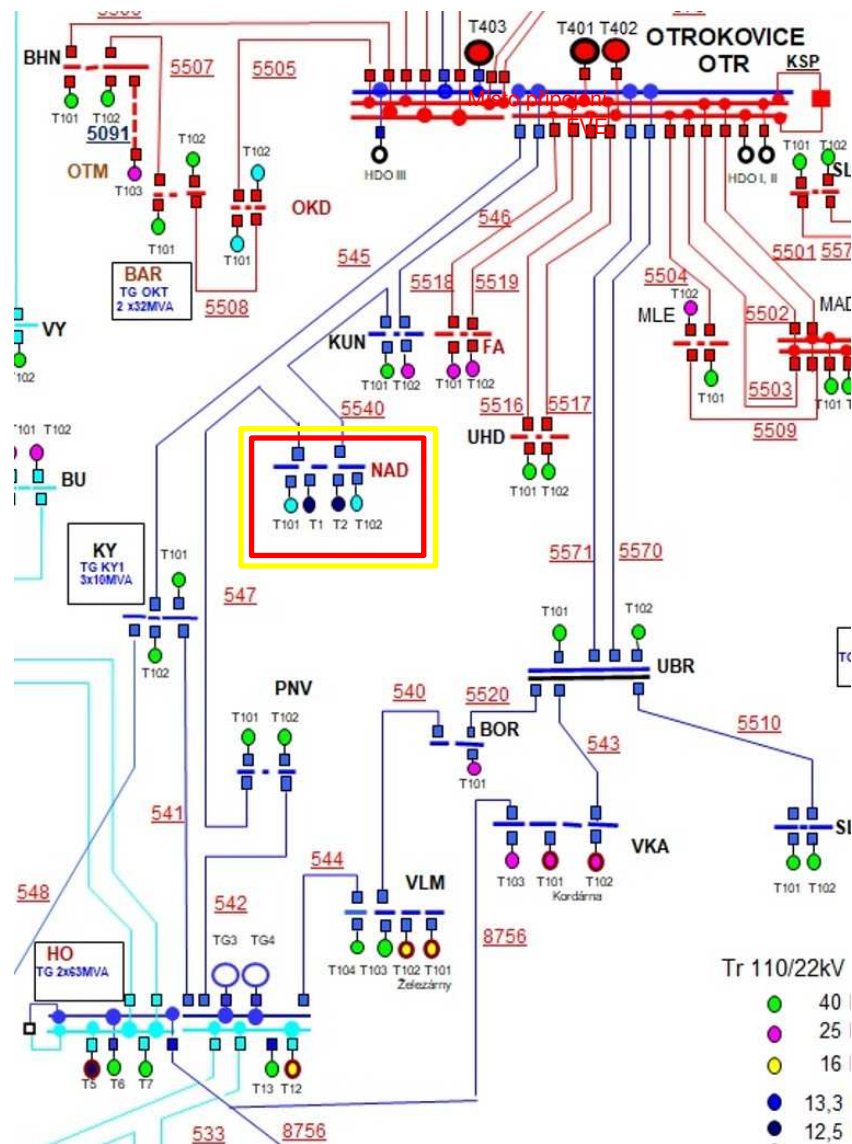 T403
T401 T402
OTROKOVICE
OTR
KSP
BHN
5507
5505
Místo připojení
FVE
T101
T102
5091
OTM
T103
T102
T102
HDO III
HDO I, II
T101
T102
OKD
T101
T101
546
545
5501
BAR
TG OKT
2 x32MVA
5508
5518
5519
5504
T102
MLE
5502
MAD
VY
KUN
FA
T101
T102
T101
T102
T101
5503
5509
5540
5516
5517
UHD
NAD
T102
BU
T101
T1
T2
T102
T101
T102
KY
TG KY1
3x10MVA
T101
5571
5570
547
T101
T102
T102
UBR
PNV
540
5520
BOR
543
5510
T101
T102
T101
541
VKA
T103
T101
T102
Kordárna
T101
T102
544
VLM
548
542
8756
HO
TG 2x63MVA
TG3
TG4
T104
T103
T102
T101
Železárny
Tr 110/22kV
40
25
16
T5
T6
T7
T13
T12
13,3
12,5
533
8756